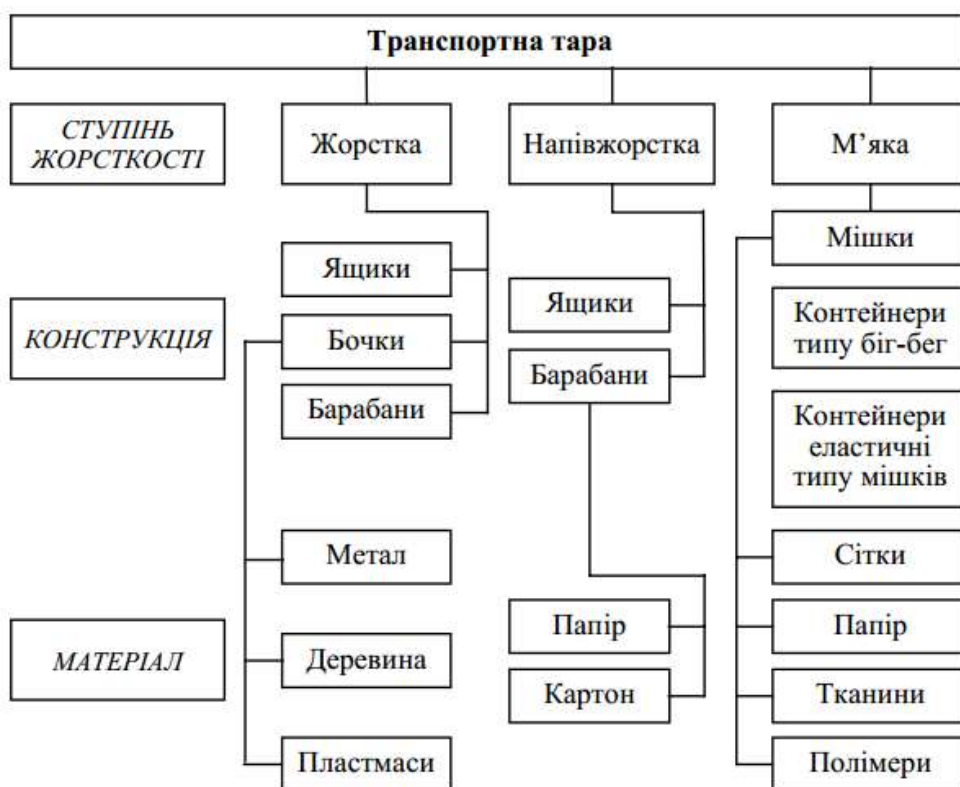 Транспортна тара
СТУПІНЬ
ЖОРСТКОСТІ
Жорстка
Напівжорстка
М’яка
КОНСТРУКЦІЯ
Ящики
Бочки
Барабани
Ящики
Барабани
Мішки
Контейнери
типу біг-бег
Контейнери
еластичні
типу мішків
Сітки
МАТЕРІАЛ
Метал
Деревина
Пластмаси
Папір
Картон
Папір
Тканини
Полімери